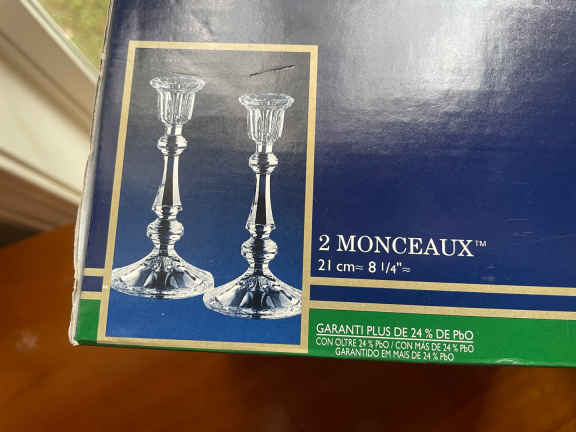 2 MONCEAUX™
21 cm≈ 8 1/4"≈
GARANTI PLUS DE 24 % DE PbO
CON OLTRE 24 % PbO / CON MÁS DE 24 % PbO
GARANTIDO EM MAIS DE 24 % PbO